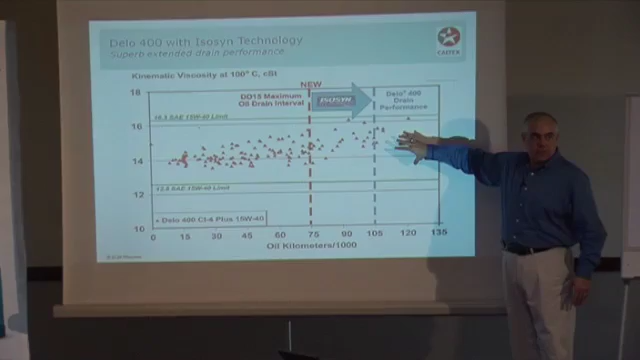 Delo 400 with Isosyn Technology
Superb extended drain performance
CALTEX
Kinematic Viscosity at 100° C, cSt
NEW
18
DD15 Maximum
Oil Drain Interval
ISOSYN
Delo® 400
Drain
Performance
16.3 SAE 15W-40 Limit
16
14
12.5 SAE 15W-40 Limit
12
Delo 400 CI-4 Plus 15W-40
10
0 15 30 45 60 75 90 105 120 135
Oil Kilometers/1000